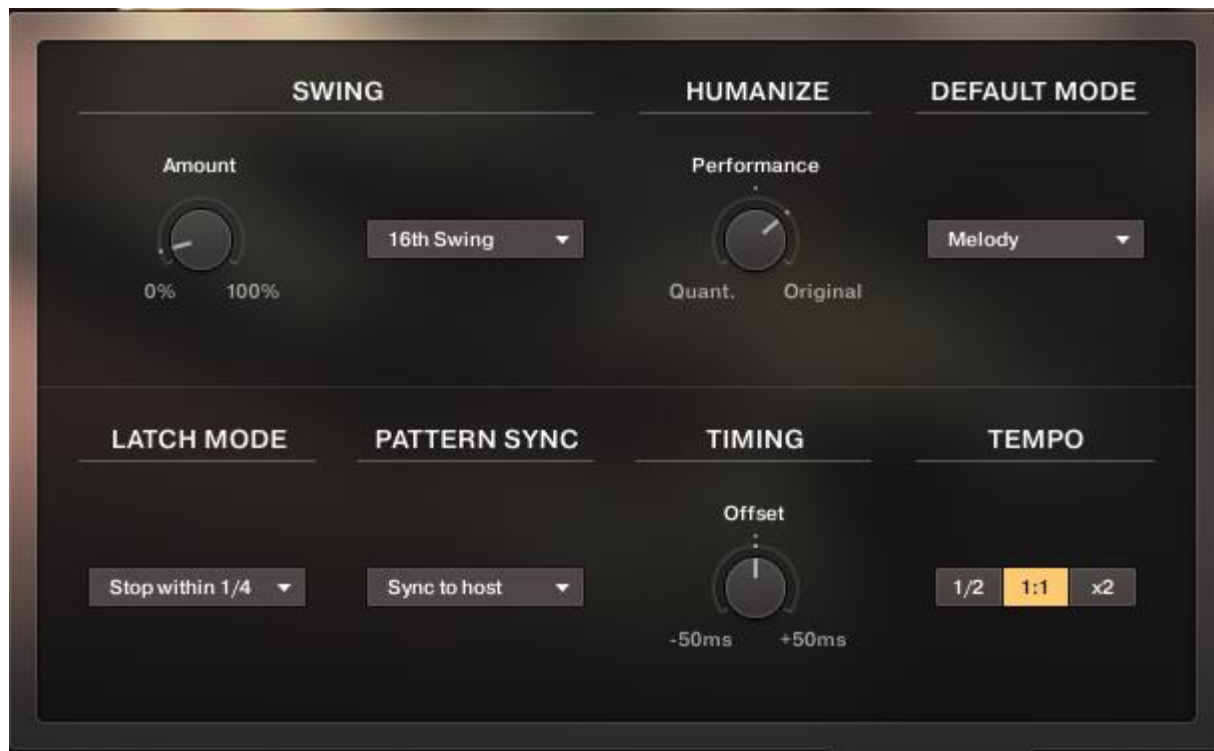 SWING
HUMANIZE
DEFAULT MODE
Amount
Performance
16th Swing
Melody
0% 100%
Quant. Original
LATCH MODE
PATTERN SYNC
TIMING
TEMPO
Offset
Stop within 1/4
Sync to host
1/2 1:1 x2
-50ms +50ms